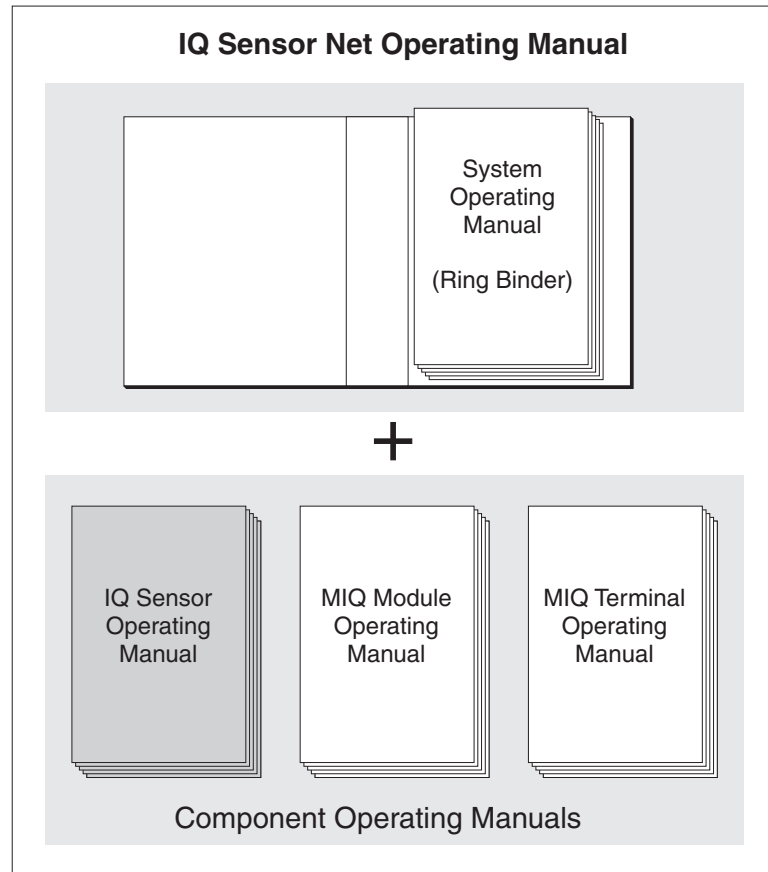 IQ Sensor Net Operating Manual
System
Operating
Manual
(Ring Binder)
+
IQ Sensor
Operating
Manual
MIQ Module
Operating
Manual
MIQ Terminal
Operating
Manual
Component Operating Manuals